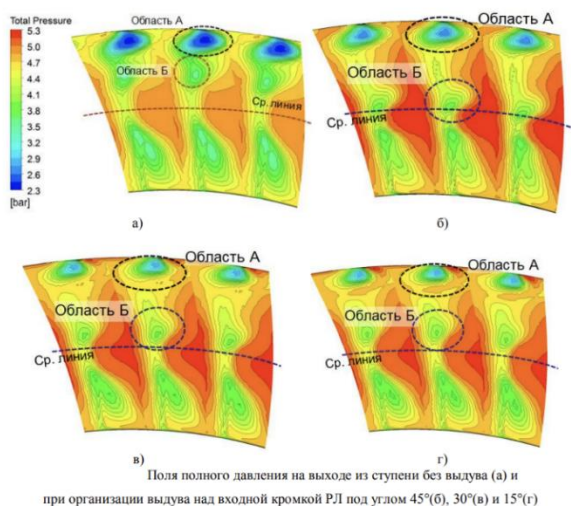 Total Pressure
5.3
5.0
4.7
4.4
4.1
3.8
3.5
3.2
2.9
2.6
2.3
[bar]
Область А
Область Б
Ср. линия
а)
Область А
Область Б
Ср. линия
б)
Область А
Область Б
Ср. линия
в)
Область А
Область Б
Ср. линия
г)
Поля полного давления на выходе из ступени без выдува (а) и
при организации выдува над входной кромкой РЛ под углом 45°(б), 30°(в) и 15°(г)